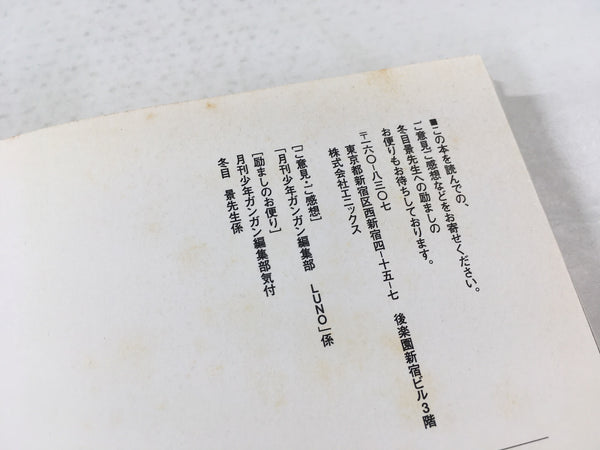 ■この本を読んでの、
ご意見・ご感想などをお寄せください。
冬目景先生への励ましの
お便りもお待ちしております。
〒一六〇-八三〇七
東京都新宿区西新宿四-十五-七　後楽園新宿ビル3階
株式会社エニックス
［ご意見・ご感想］
「月刊少年ガンガン編集部　LUNO」係
［励ましのお便り］
月刊少年ガンガン編集部気付
冬目　景先生係